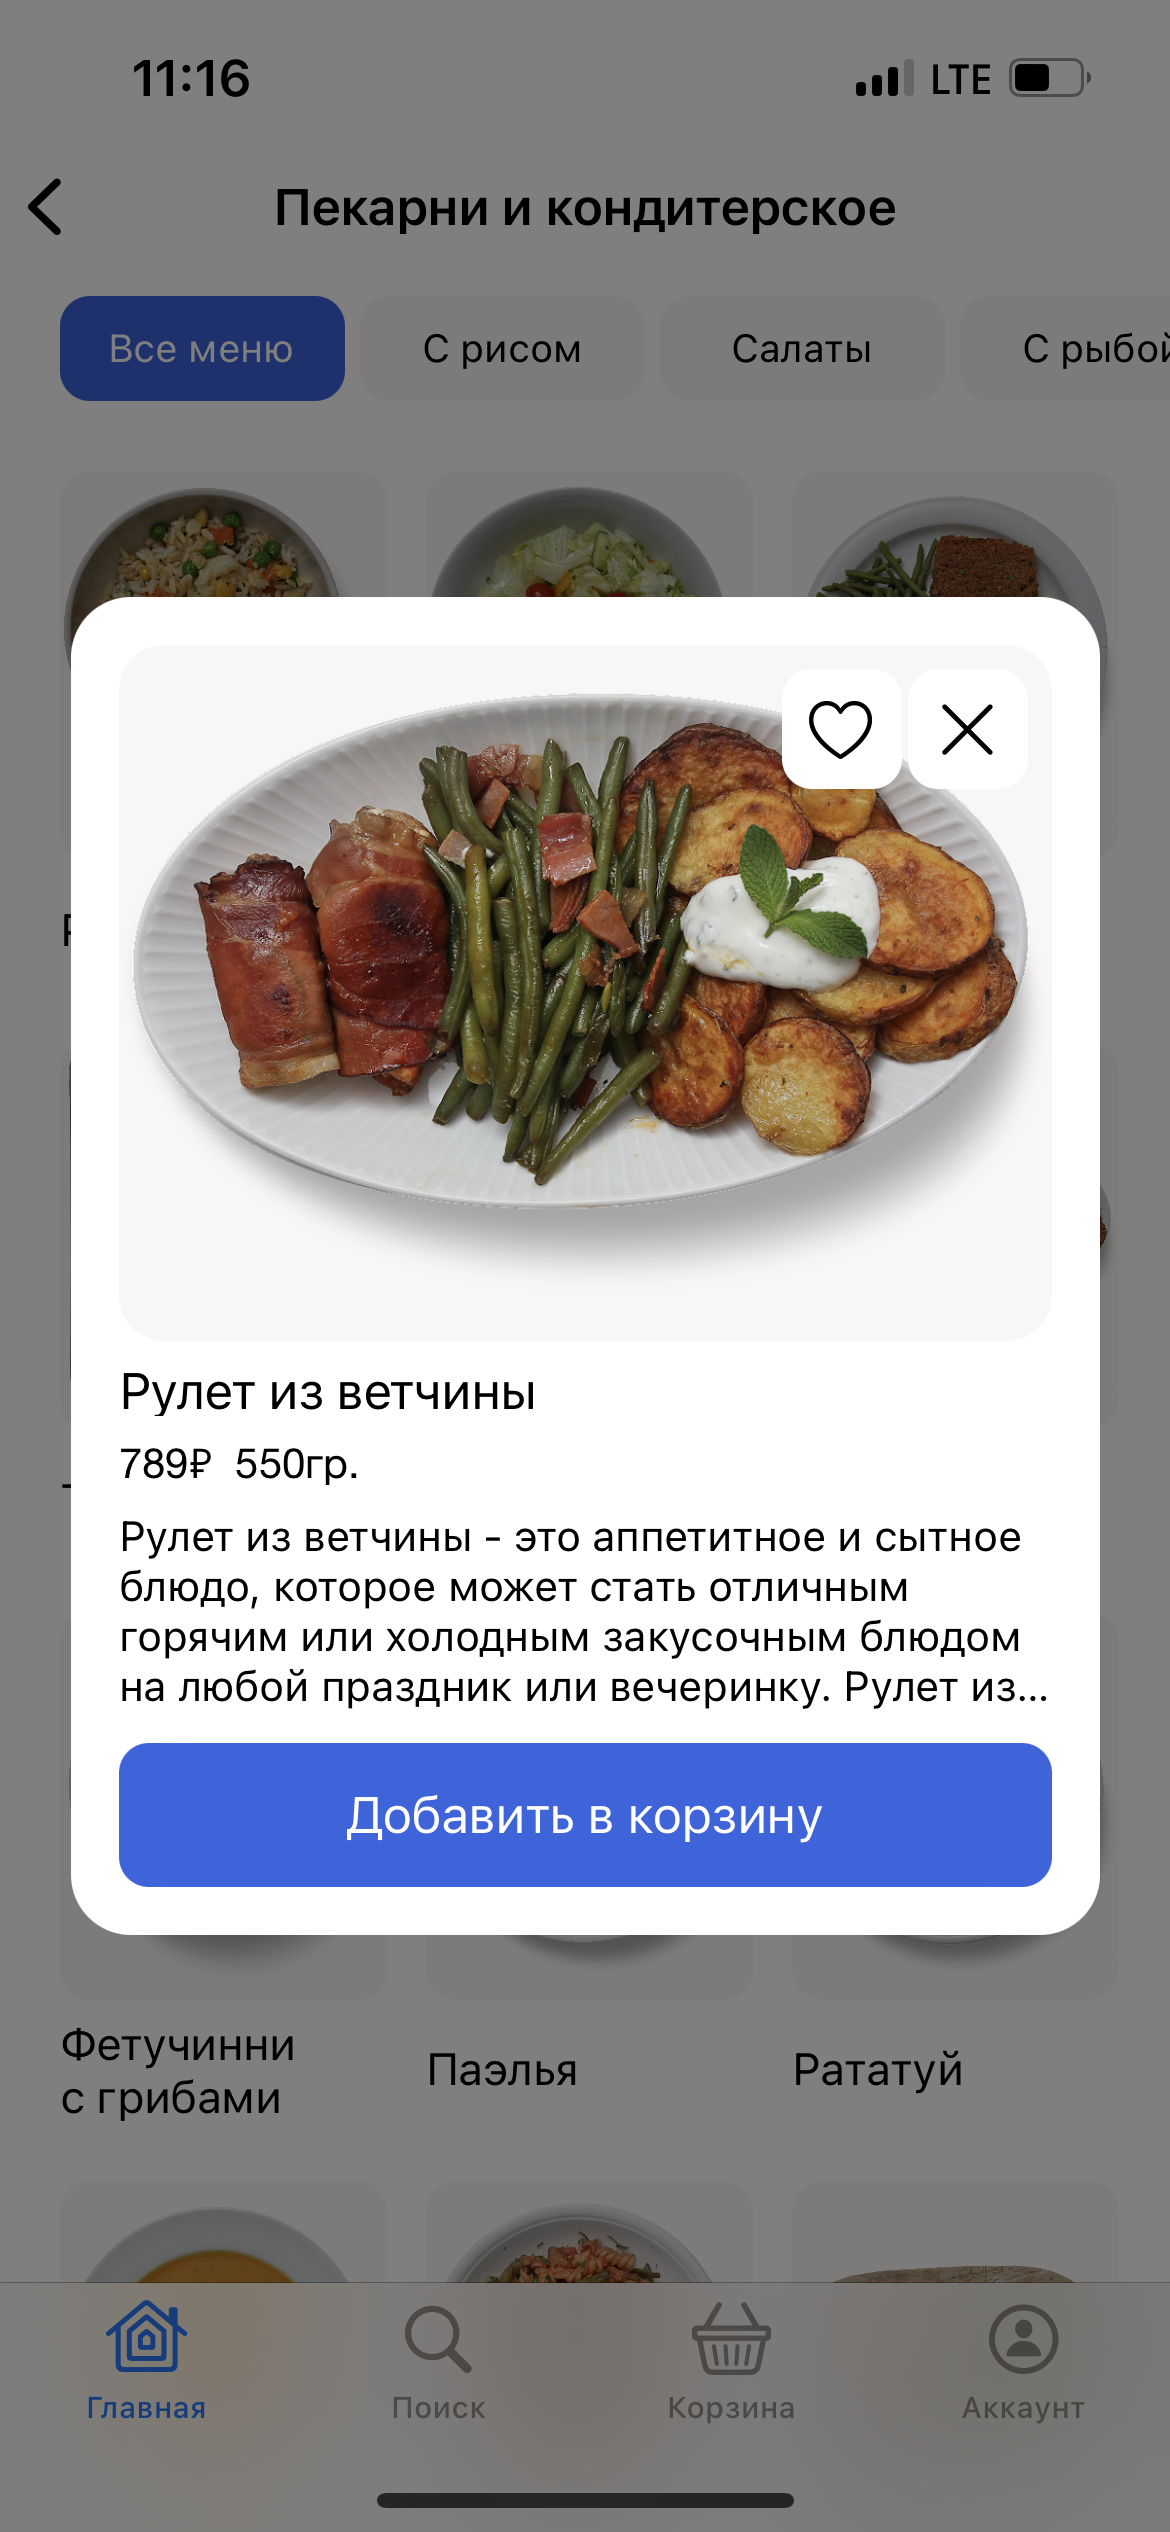 11:16
LTE
Пекарни и кондитерское
Все меню
С рисом
Салаты
С рыбой
Рулет из ветчины
789₽ 550гр.
Рулет из ветчины - это аппетитное и сытное
блюдо, которое может стать отличным
горячим или холодным закусочным блюдом
на любой праздник или вечеринку. Рулет из...
Добавить в корзину
Фетучинни
с грибами
Паэлья
Рататуй
Главная
Поиск
Корзина
Аккаунт